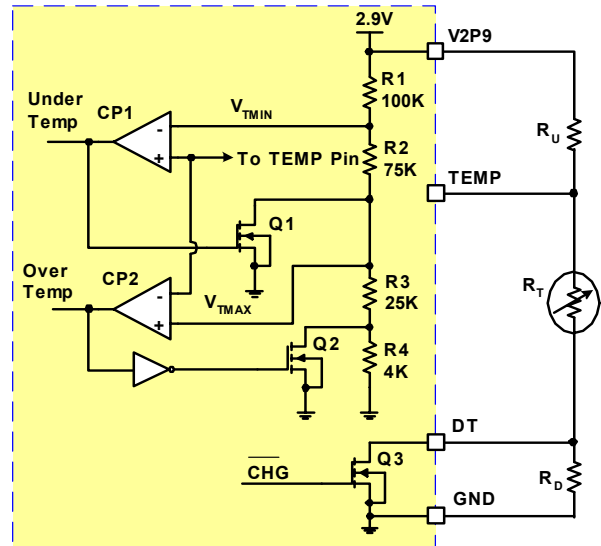 2.9V
V2P9
R1
100K
Under
Temp
CP1
VTMIN
-
+
To TEMP Pin
R2
75K
RU
TEMP
Q1
Over
Temp
CP2
-
+
VTMAX
R3
25K
RT
Q2
R4
4K
DT
CHG
Q3
RD
GND